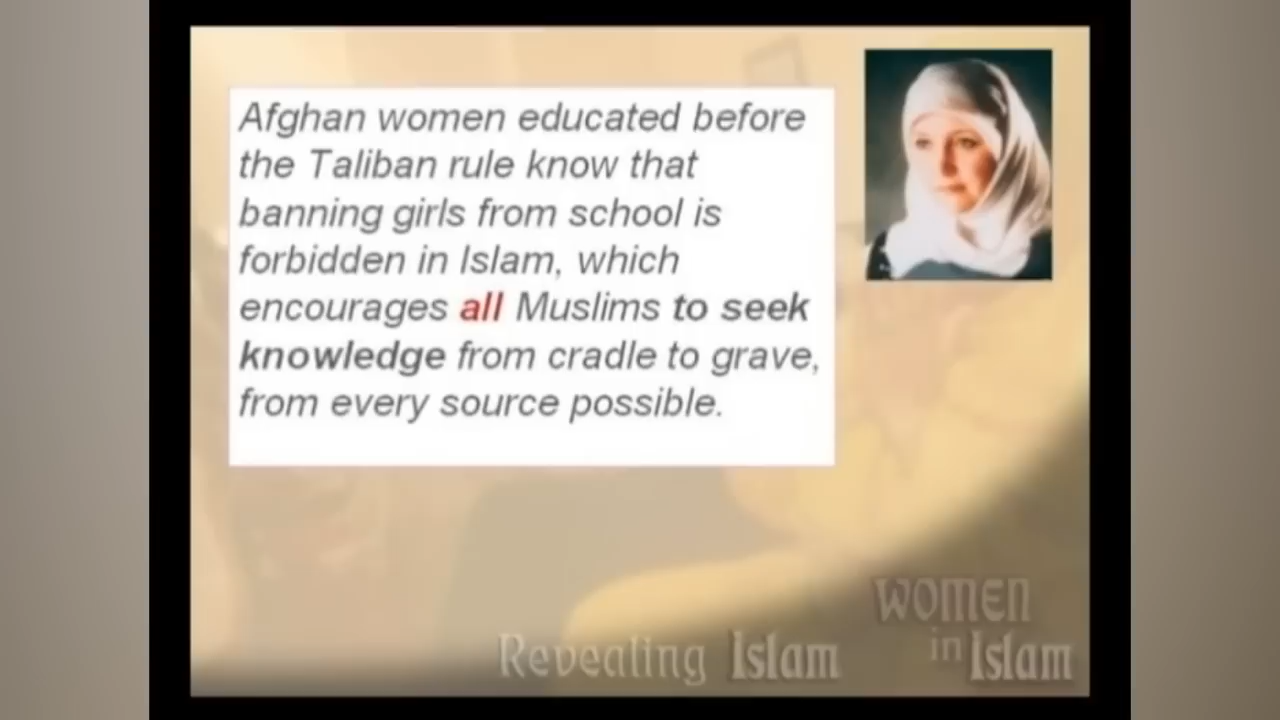 Afghan women educated before
the Taliban rule know that
banning girls from school is
forbidden in Islam, which
encourages all Muslims to seek
knowledge from cradle to grave,
from every source possible.
Revealing Islam
women
in Islam